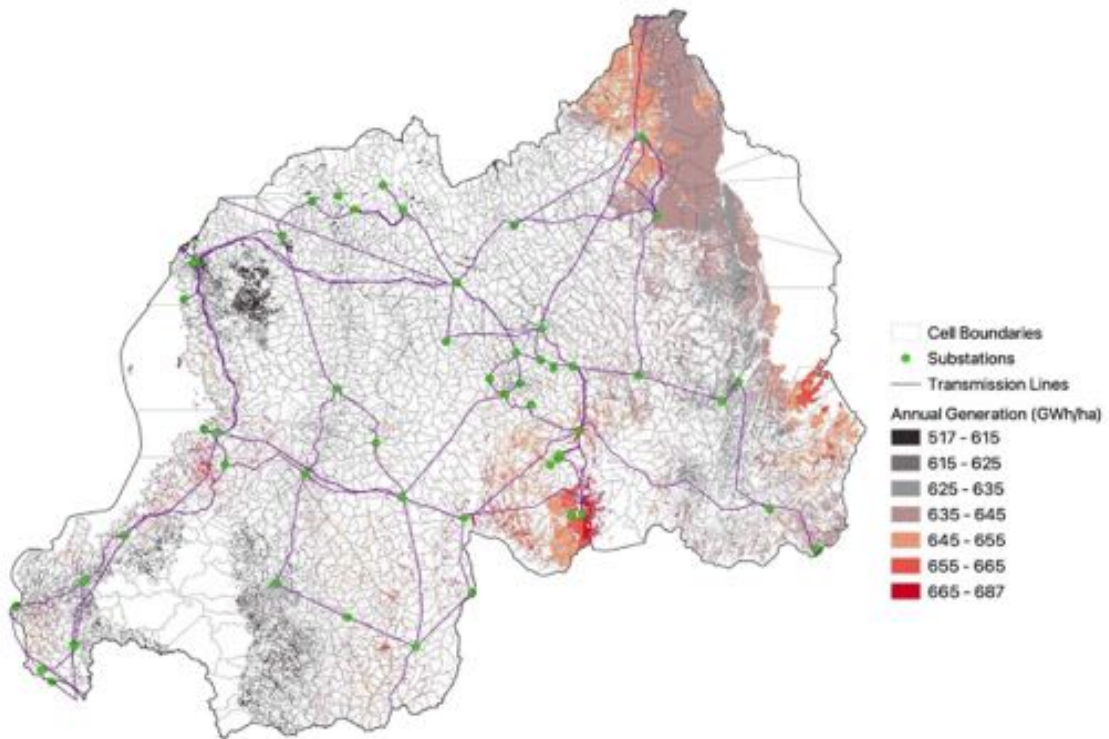 Cell Boundaries
Substations
Transmission Lines
Annual Generation (GWh/ha)
517 - 615
615 - 625
625 - 635
635 - 645
645 - 655
655 - 665
665 - 687